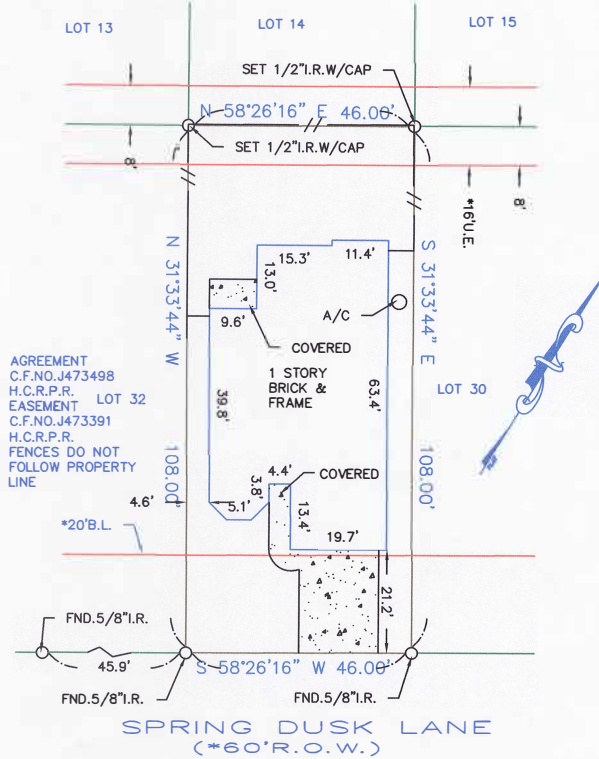 LOT 13
LOT 14
LOT 15
SET 1/2"I.R.W/CAP
N 58°26'16" E 46.00'
SET 1/2"I.R.W/CAP
8'
*16'U.E.
8'
N 31°33'44" W
108.00'
S 31°33'44" E
108.00'
15.3'
11.4'
13.0'
9.6'
A/C
COVERED
1 STORY
BRICK &
FRAME
63.4'
39.8'
LOT 30
AGREEMENT
C.F.NO.J473498
H.C.R.P.R.
EASEMENT
LOT 32
C.F.NO.J473391
H.C.R.P.R.
FENCES DO NOT
FOLLOW PROPERTY
LINE
4.4'
COVERED
3.8'
4.6'
5.1'
13.4'
*20'B.L.
19.7'
21.2'
FND.5/8"I.R.
45.9'
S 58°26'16" W 46.00'
FND.5/8"I.R.
FND.5/8"I.R.
SPRING DUSK LANE
(*60'R.O.W.)